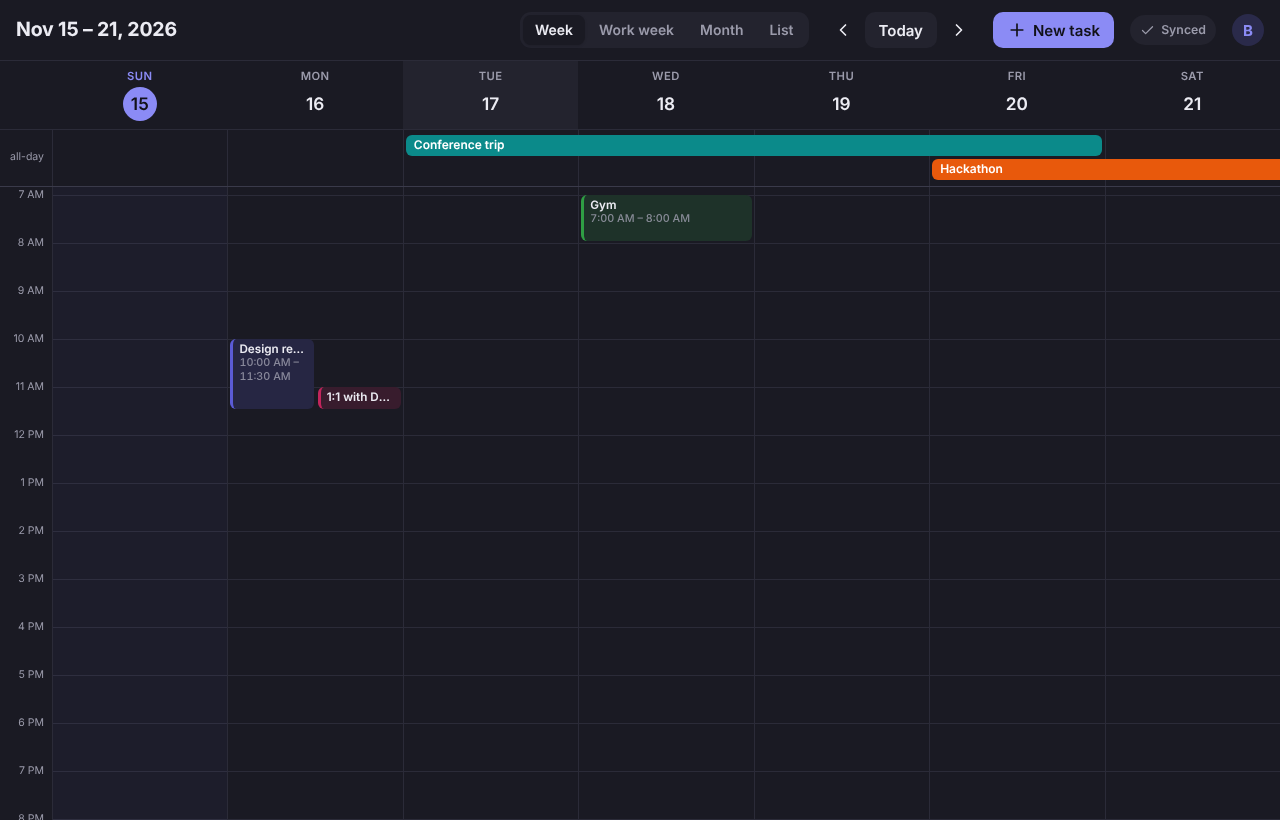 Nov 15 – 21, 2026
Week
Work week
Month
List
Today
New task
Synced
B
SUN
15
MON
16
TUE
17
WED
18
THU
19
FRI
20
SAT
21
all-day
Conference trip
Hackathon
7 AM
Gym
7:00 AM – 8:00 AM
8 AM
9 AM
10 AM
Design re...
10:00 AM –
11:30 AM
11 AM
1:1 with D...
12 PM
1 PM
2 PM
3 PM
4 PM
5 PM
6 PM
7 PM
8 PM